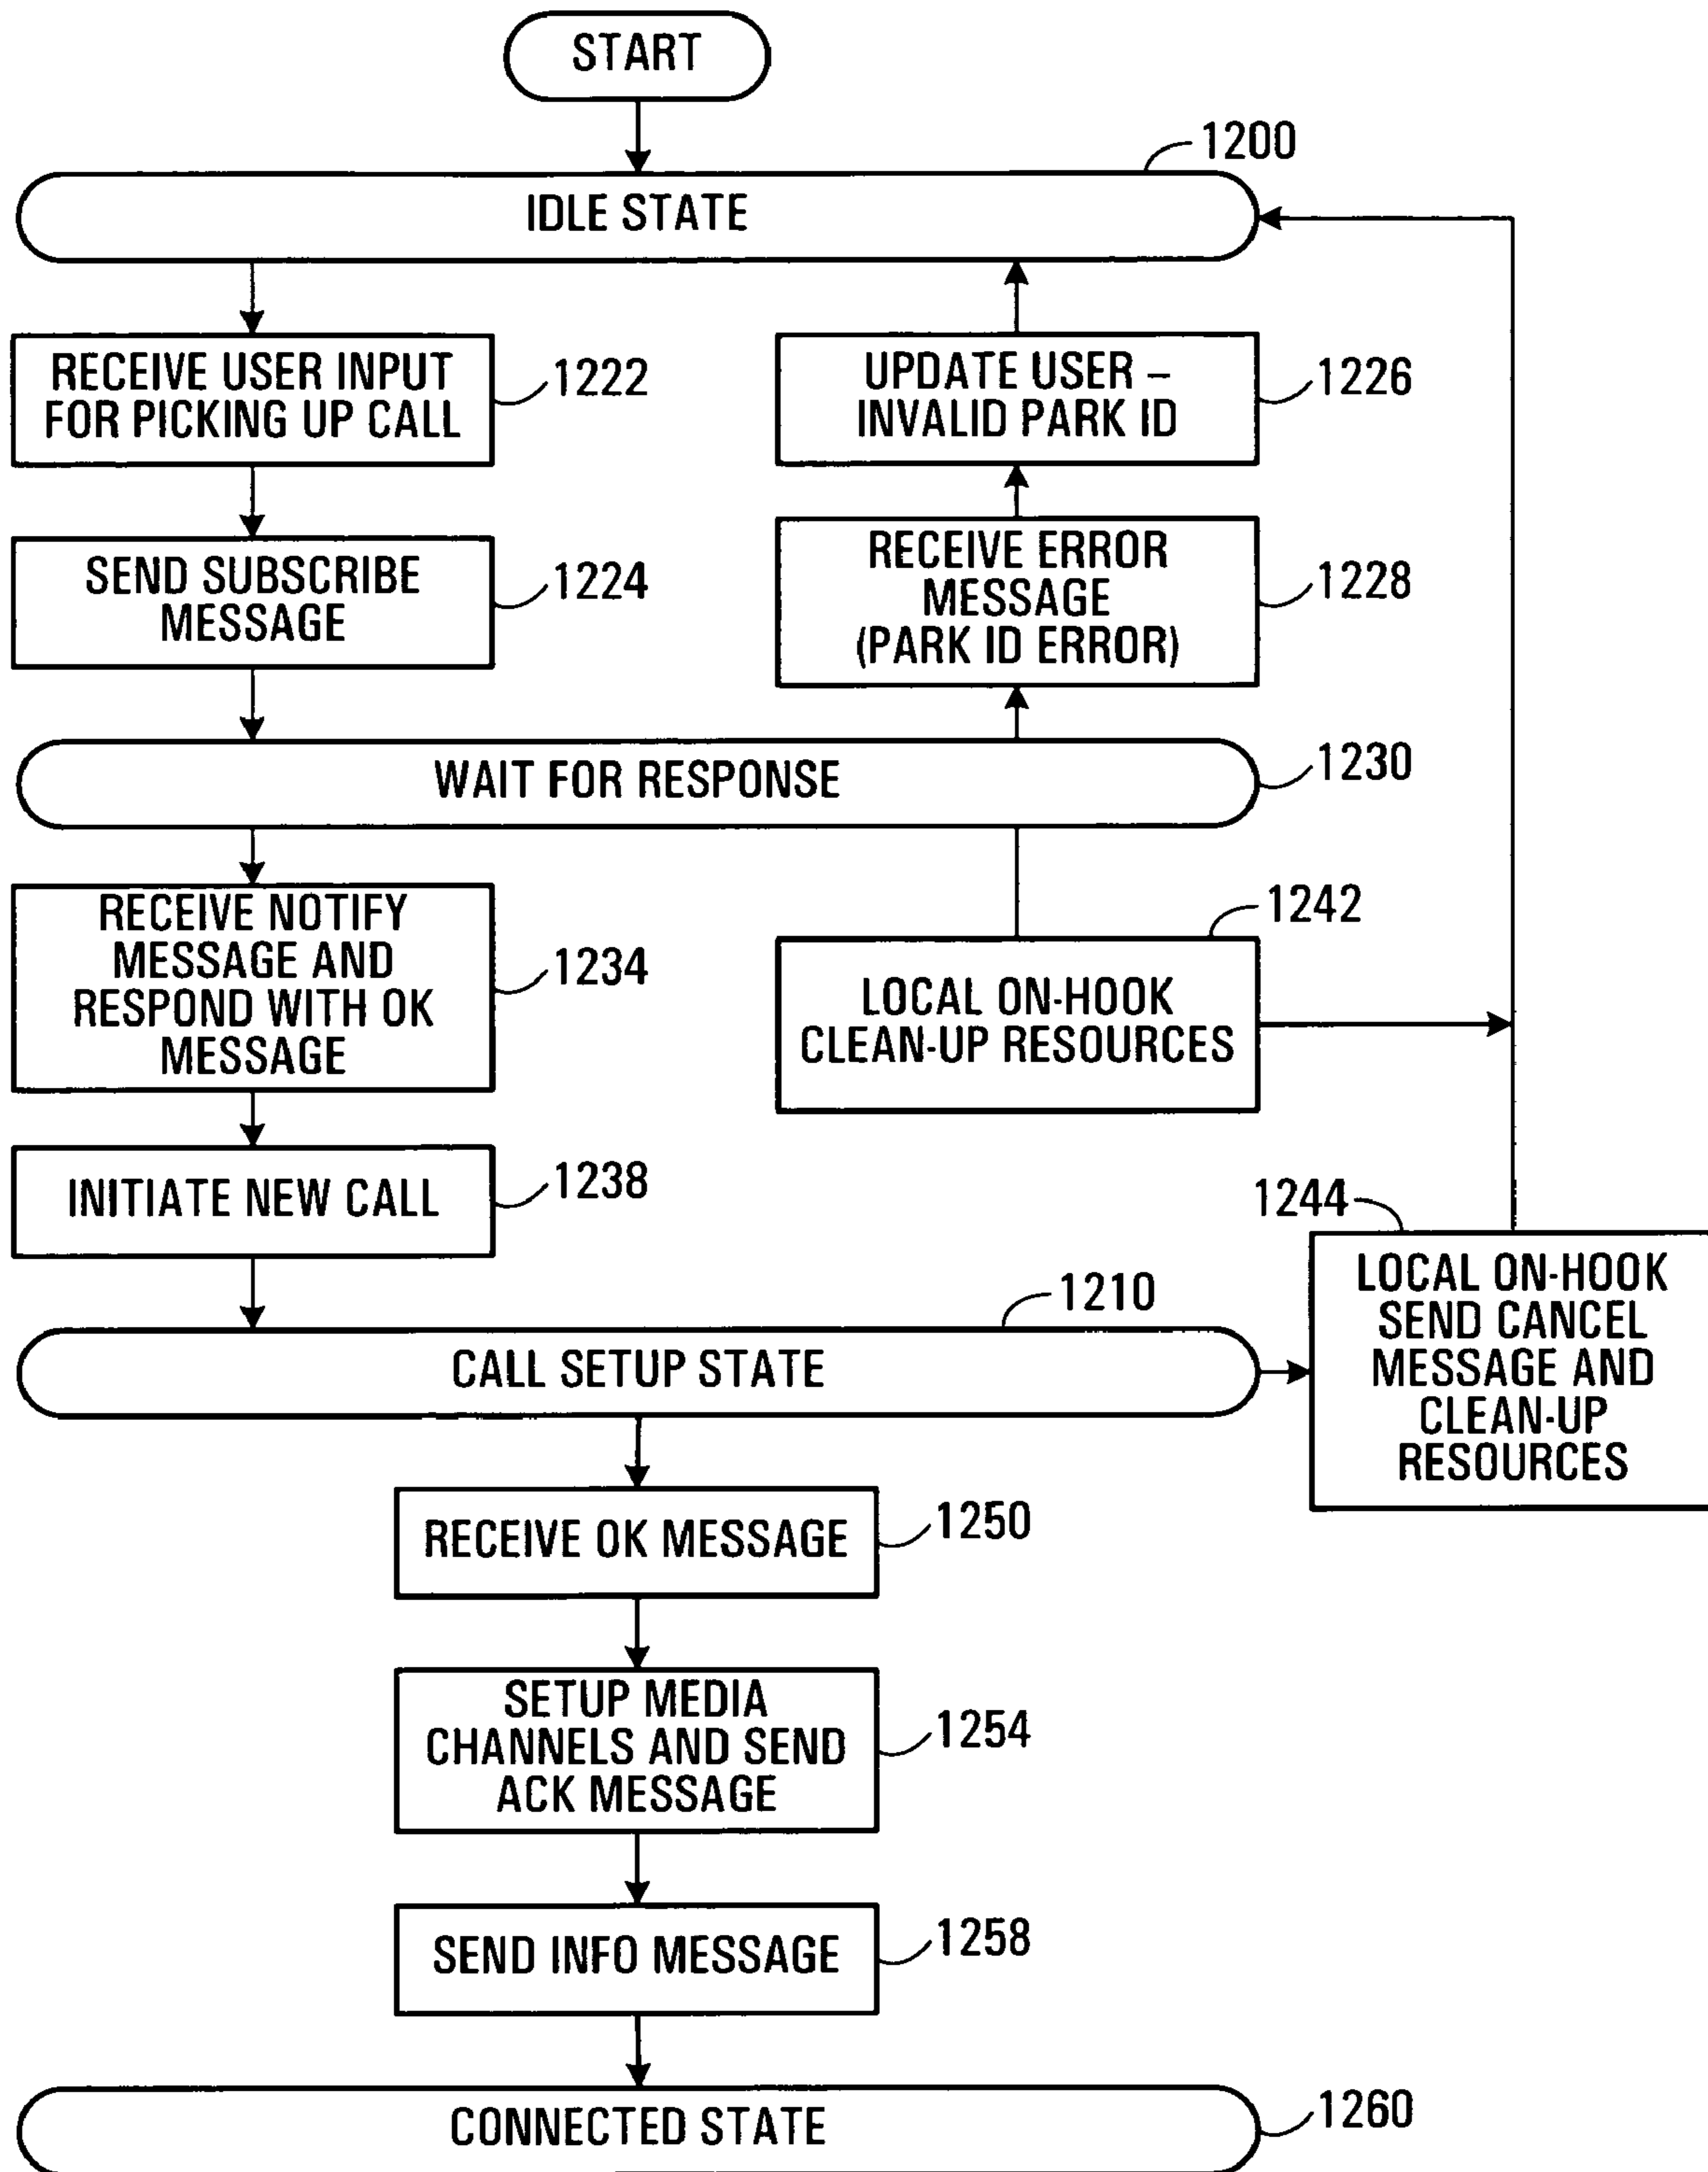 START
1200
IDLE STATE
RECEIVE USER INPUT
FOR PICKING UP CALL
1222
UPDATE USER –
INVALID PARK ID
1226
SEND SUBSCRIBE
MESSAGE
1224
RECEIVE ERROR
MESSAGE
(PARK ID ERROR)
1228
WAIT FOR RESPONSE
1230
RECEIVE NOTIFY
MESSAGE AND
RESPOND WITH OK
MESSAGE
1234
1242
LOCAL ON-HOOK
CLEAN-UP RESOURCES
INITIATE NEW CALL
1238
1244
LOCAL ON-HOOK
SEND CANCEL
MESSAGE AND
CLEAN-UP
RESOURCES
1210
CALL SETUP STATE
RECEIVE OK MESSAGE
1250
SETUP MEDIA
CHANNELS AND SEND
ACK MESSAGE
1254
SEND INFO MESSAGE
1258
CONNECTED STATE
1260